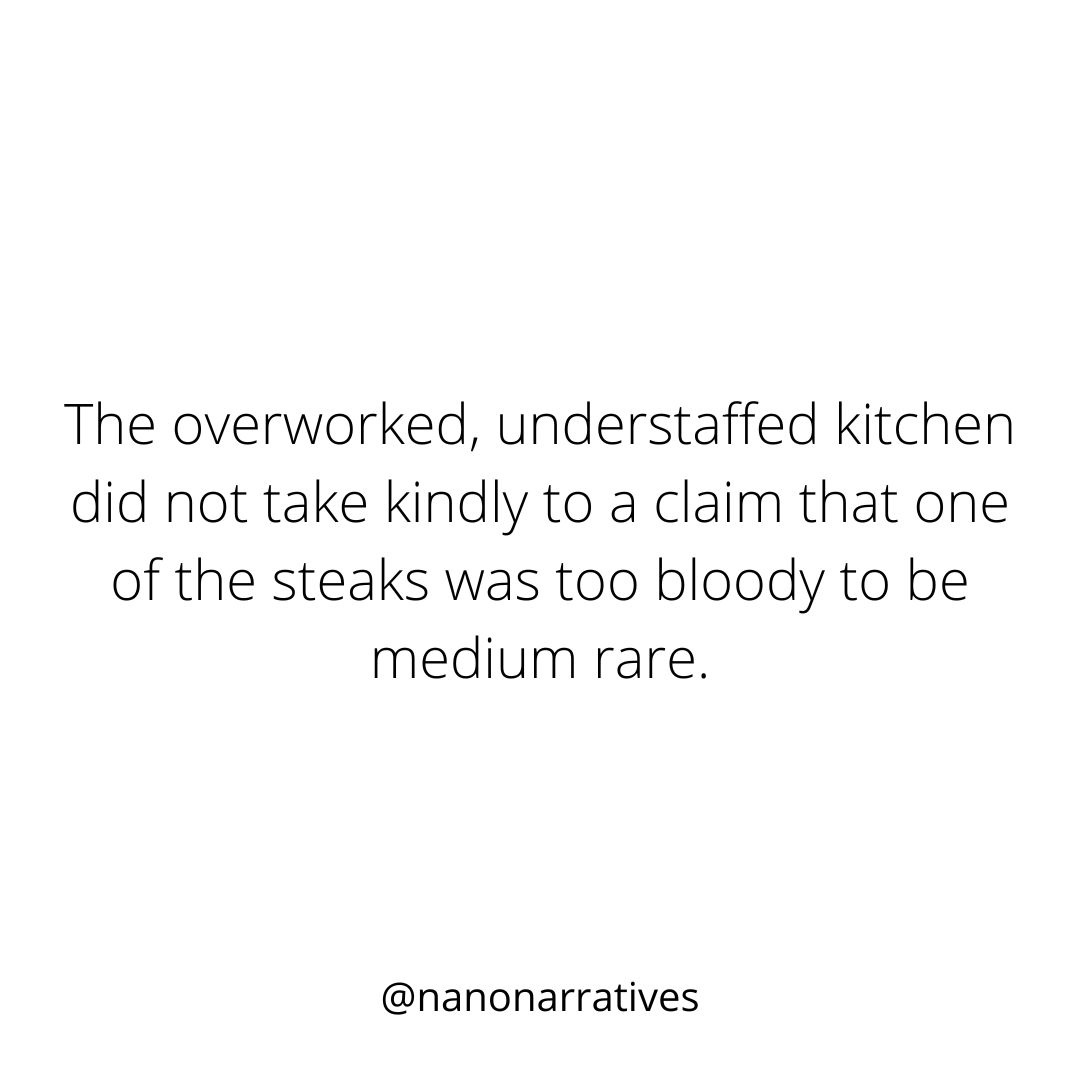 The overworked, understaffed kitchen
did not take kindly to a claim that one
of the steaks was too bloody to be
medium rare.
@nanonarratives